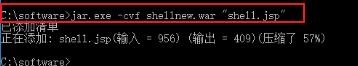 C:\software>jar.exe -cvf shellnew.war "shell.jsp"
已添加清单
正在添加: shell.jsp(输入 = 956) (输出 = 409)(压缩了 57%)
C:\software>